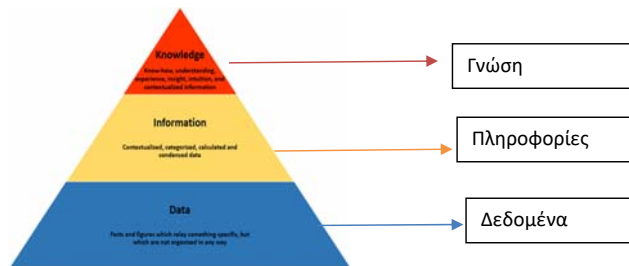 Knowledge
Know-how, understanding,
experience, insight, intuition, and
contextualized information
Γνώση
Information
Contextualized, categorized, calculated and
condensed data
Πληροφορίες
Data
Facts and figures which relay something specific, but
which are not organized in any way
Δεδομένα